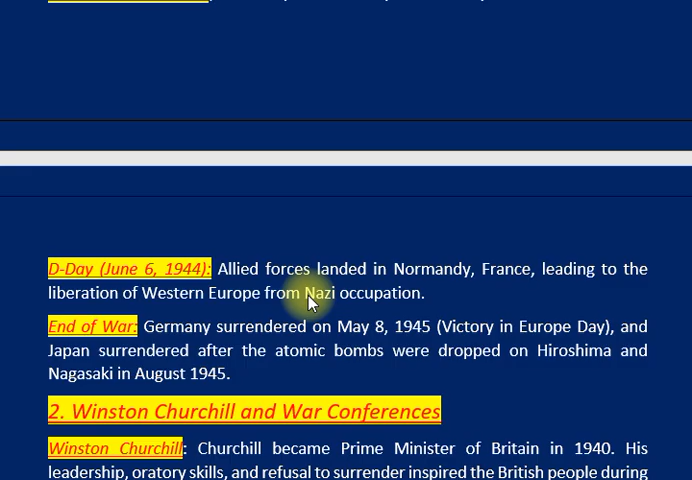 D-Day (June 6, 1944): Allied forces landed in Normandy, France, leading to the
liberation of Western Europe from Nazi occupation.
End of War: Germany surrendered on May 8, 1945 (Victory in Europe Day), and
Japan surrendered after the atomic bombs were dropped on Hiroshima and
Nagasaki in August 1945.
2. Winston Churchill and War Conferences
Winston Churchill: Churchill became Prime Minister of Britain in 1940. His
leadership, oratory skills, and refusal to surrender inspired the British people during